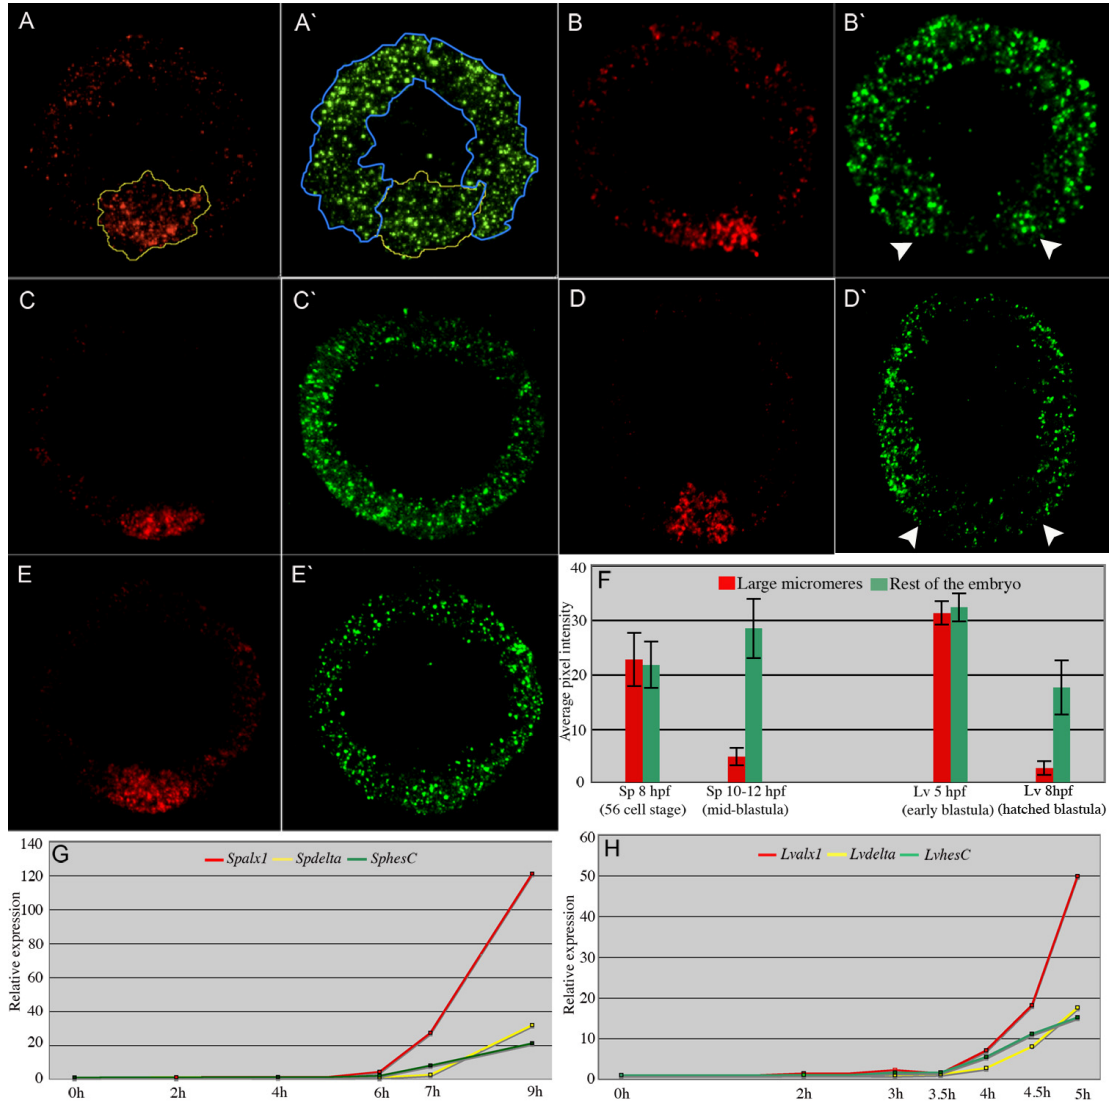 A
A`
B
B`
C
C`
D
D`
E
E`
F
Large micromeres
Rest of the embryo
Average pixel intensity
40
30
20
10
0
Sp 8 hpf
(56 cell stage)
Sp 10-12 hpf
(mid-blastula)
Lv 5 hpf
(early blastula)
Lv 8hpf
(hatched blastula)
G
Spalx1
Spdelta
SphesC
Relative expression
140
120
100
80
60
40
20
0
0h
2h
4h
6h
7h
9h
H
Lvalx1
Lvdelta
LvhesC
Relative expression
60
50
40
30
20
10
0
0h
2h
3h
3.5h
4h
4.5h
5h